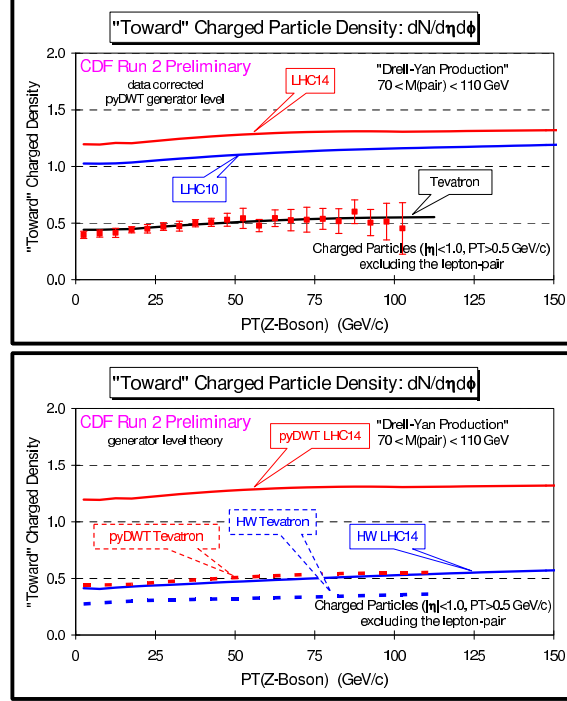 "Toward" Charged Particle Density: dN/dηdϕ
CDF Run 2 Preliminary
data corrected
pyDWT generator level
"Drell-Yan Production"
70 < M(pair) < 110 GeV
LHC14
LHC10
Tevatron
Charged Particles (|η|<1.0, PT>0.5 GeV/c)
excluding the lepton-pair
"Toward" Charged Density
2.0
1.5
1.0
0.5
0.0
0
25
50
75
100
125
150
PT(Z-Boson) (GeV/c)
"Toward" Charged Particle Density: dN/dηdϕ
CDF Run 2 Preliminary
generator level theory
"Drell-Yan Production"
70 < M(pair) < 110 GeV
pyDWT LHC14
pyDWT Tevatron
HW Tevatron
HW LHC14
Charged Particles (|η|<1.0, PT>0.5 GeV/c)
excluding the lepton-pair
"Toward" Charged Density
2.0
1.5
1.0
0.5
0.0
0
25
50
75
100
125
150
PT(Z-Boson) (GeV/c)